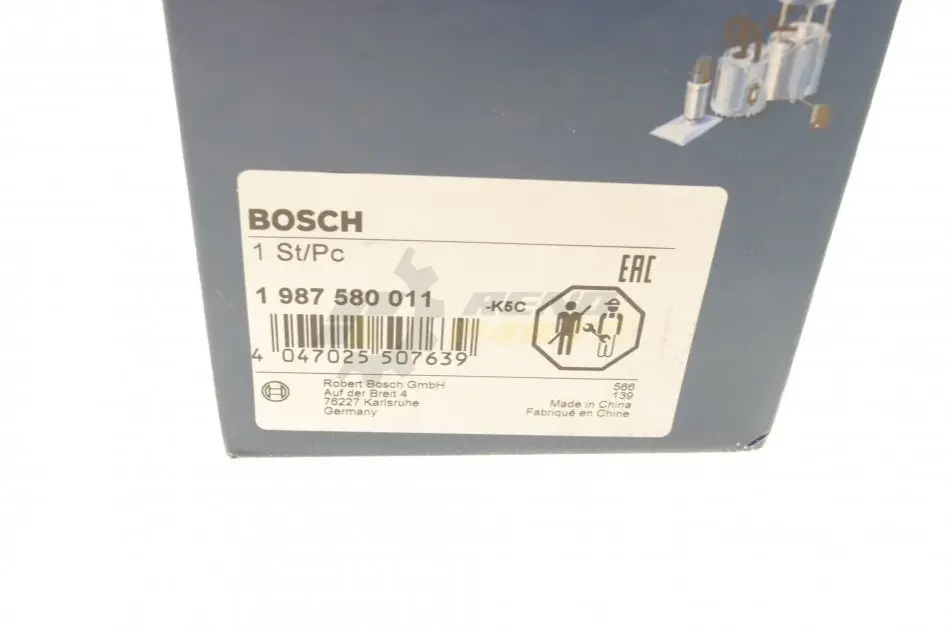 BOSCH
1 St/Pc
EAC
1 987 580 011
-K5C
4 047025 507639
Robert Bosch GmbH
Auf der Breit 4
76227 Karlsruhe
Germany
566
139
Made in China
Fabriqué en Chine